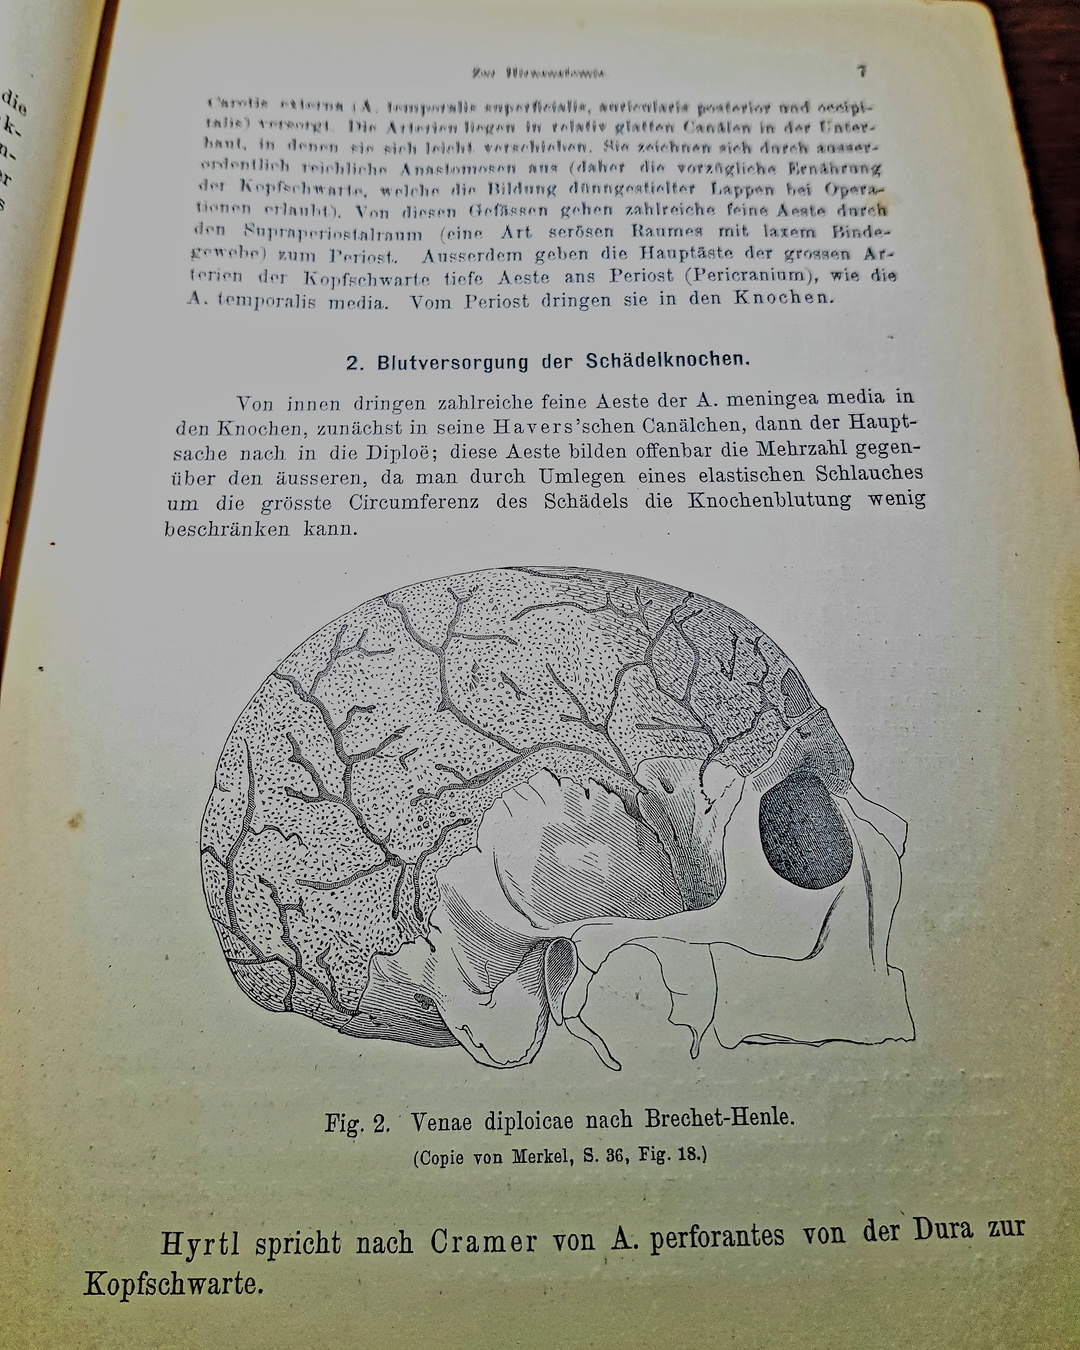 die
k-
n-
er
s
7
Carotis externa (A. temporalis superficialis, auricularis posterior und occipi-
talis) versorgt. Die Arterien liegen in relativ glatten Canälen in der Unter-
haut, in denen sie sich leicht verschieben. Sie zeichnen sich durch ausser-
ordentlich reichliche Anastomosen aus (daher die vorzügliche Ernährung
der Kopfschwarte, welche die Bildung dünngestielter Lappen bei Opera-
tionen erlaubt). Von diesen Gefässen gehen zahlreiche feine Aeste durch
den Supraperiostalraum (eine Art serösen Raumes mit laxem Binde-
gewebe) zum Periost. Ausserdem geben die Hauptäste der grossen Ar-
terien der Kopfschwarte tiefe Aeste ans Periost (Pericranium), wie die
A. temporalis media. Vom Periost dringen sie in den Knochen.
2. Blutversorgung der Schädelknochen.
Von innen dringen zahlreiche feine Aeste der A. meningea media in
den Knochen, zunächst in seine Havers'schen Canälchen, dann der Haupt-
sache nach in die Diploë; diese Aeste bilden offenbar die Mehrzahl gegen-
über den äusseren, da man durch Umlegen eines elastischen Schlauches
um die grösste Circumferenz des Schädels die Knochenblutung wenig
beschränken kann.
Fig. 2. Venae diploicae nach Brechet-Henle.
(Copie von Merkel, S. 36, Fig. 18.)
Hyrtl spricht nach Cramer von A. perforantes von der Dura zur
Kopfschwarte.